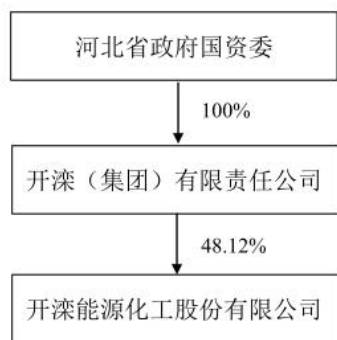 河北省政府国资委
100%
开滦（集团）有限责任公司
48.12%
开滦能源化工股份有限公司